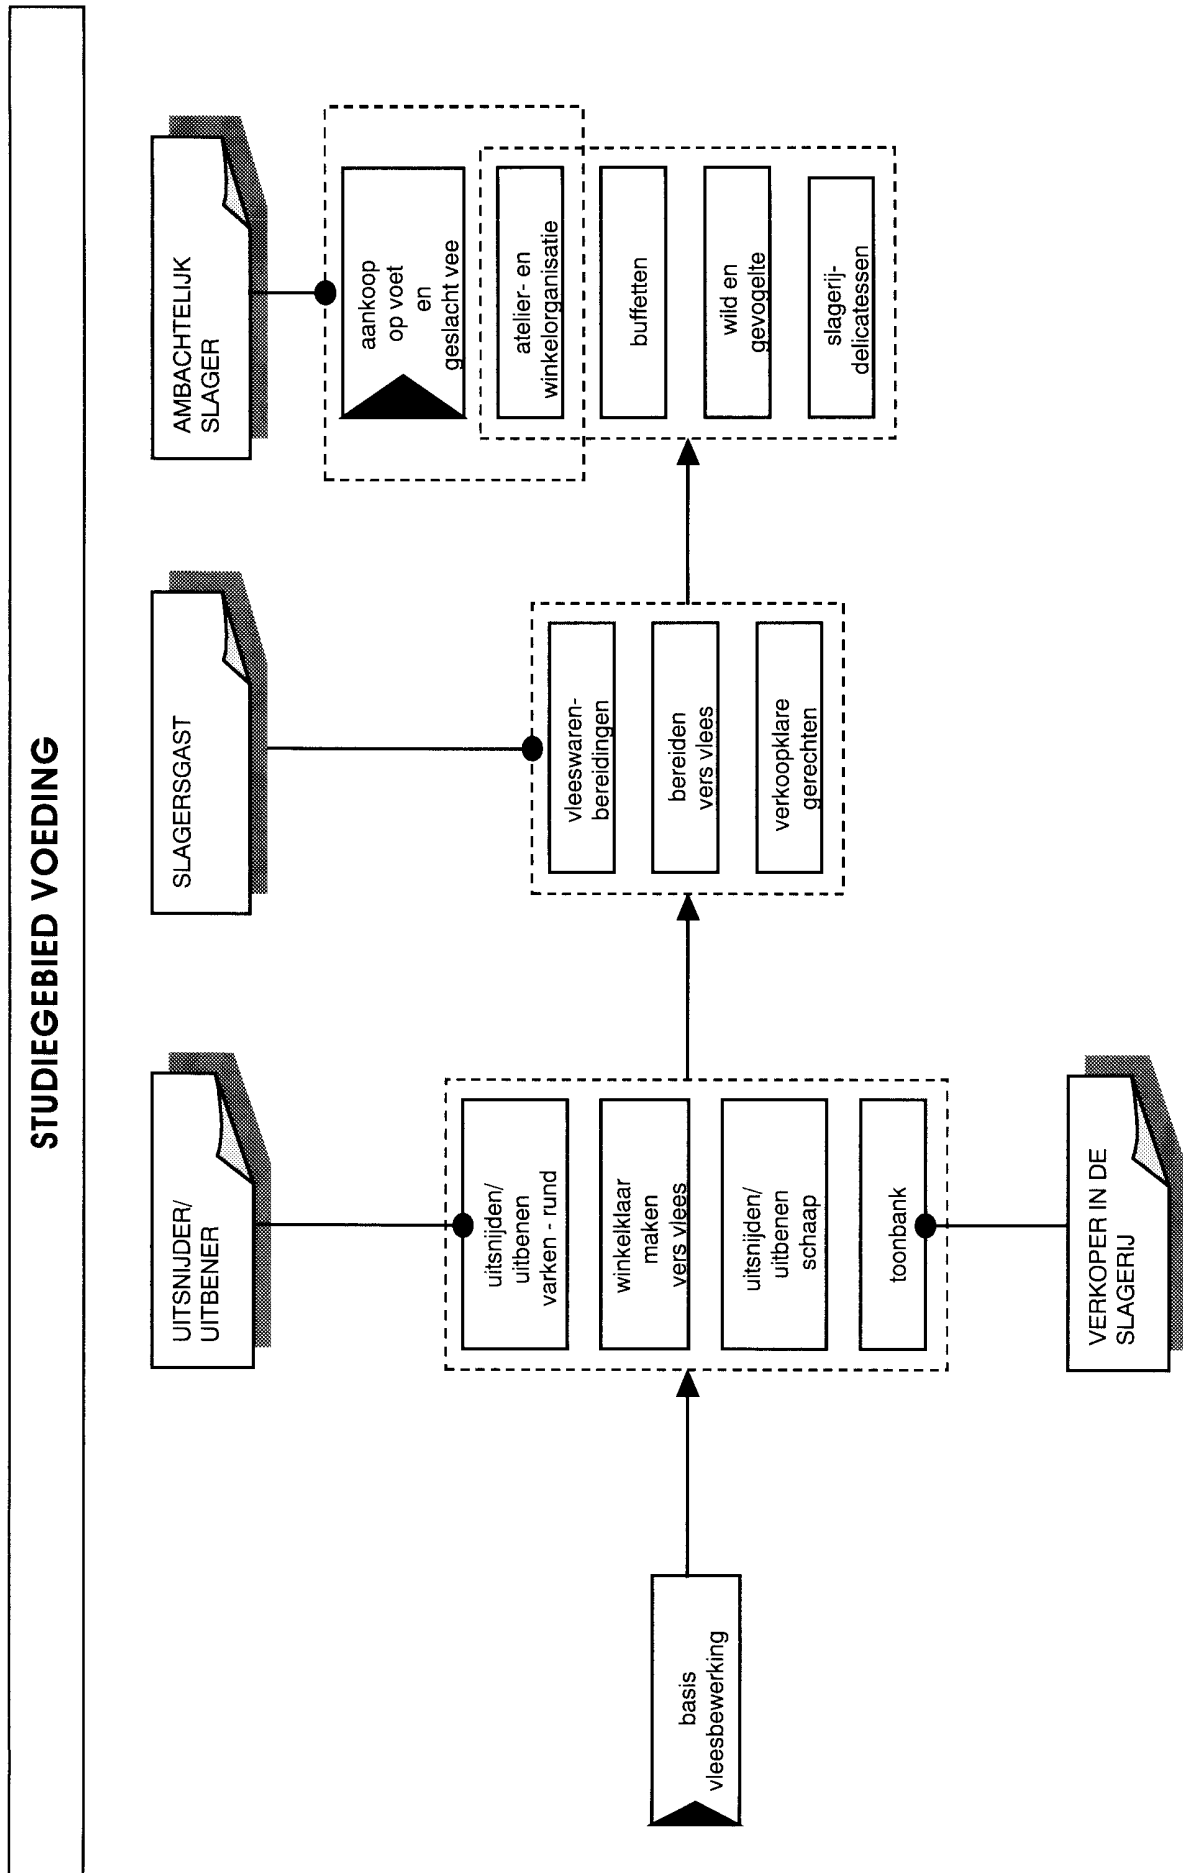 STUDIEGEBIED VOEDING
UITSNIJDER/
UITBENER
SLAGERSGAST
AMBACHTELIJK
SLAGER
basis
vleesbewerking
uitsnijden/
uitbenen
varken - rund
winkelklaar
maken
vers vlees
uitsnijden/
uitbenen
schaap
toonbank
vleeswaren-
bereidingen
bereiden
vers vlees
verkoopklare
gerechten
aankoop
op voet
en
geslacht vee
atelier- en
winkelorganisatie
buffetten
wild en
gevogelte
slagerij-
delicatessen
VERKOPER IN DE
SLAGERIJ